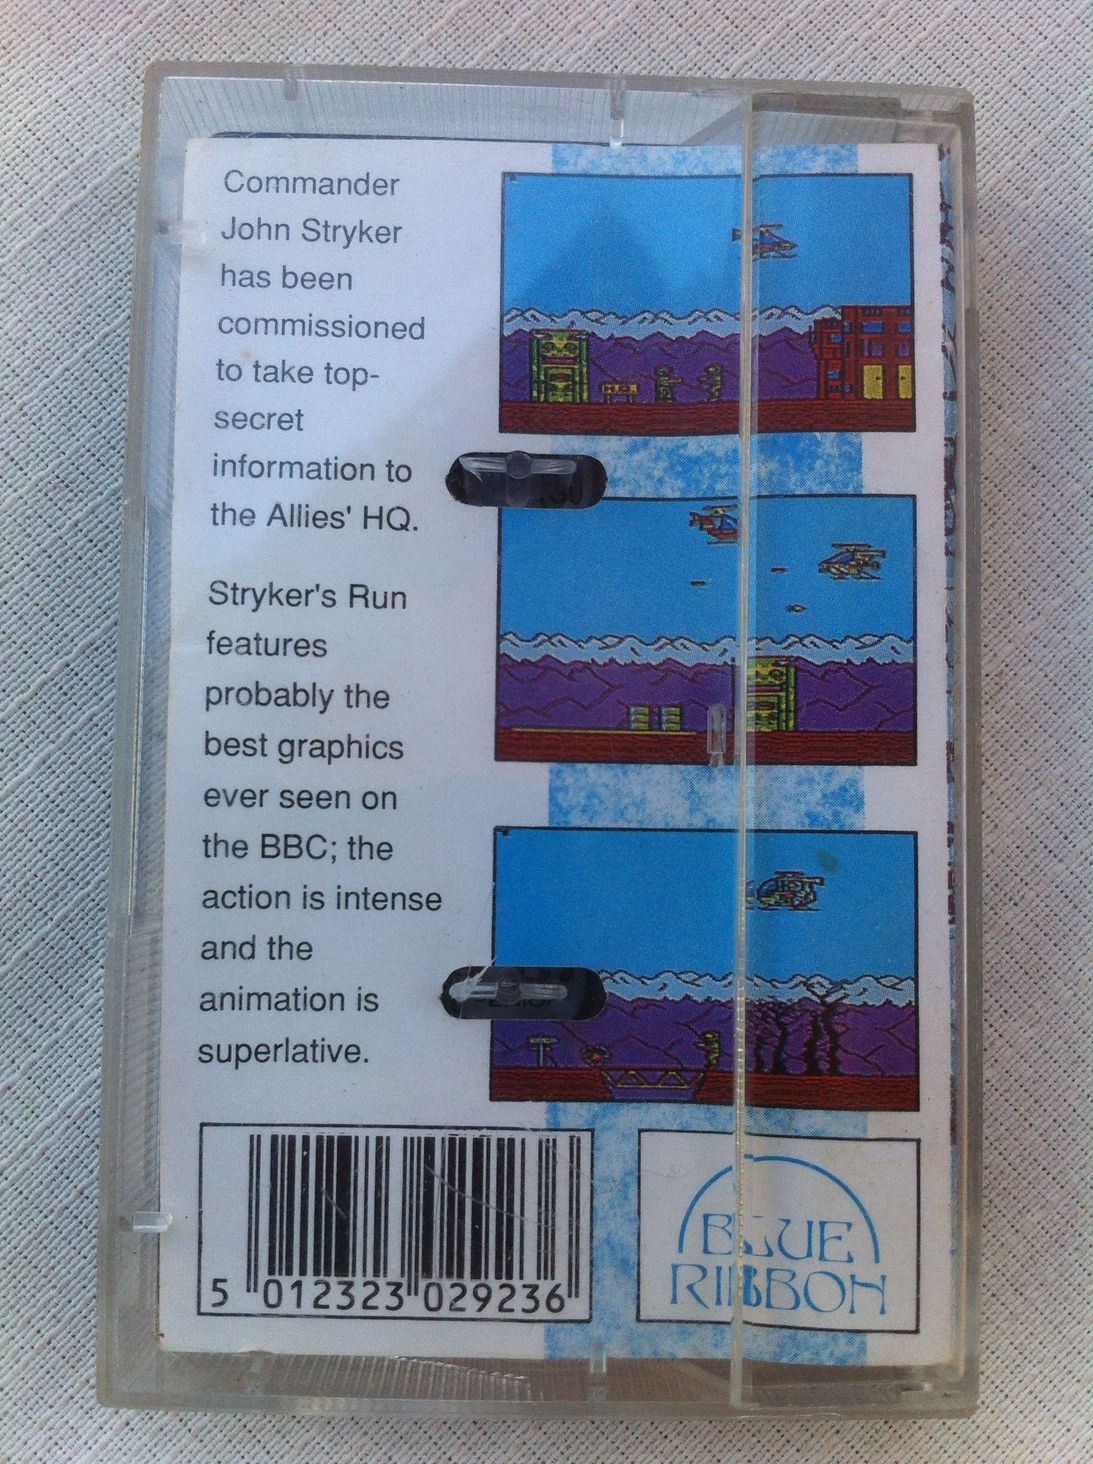 Commander
John Stryker
has been
commissioned
to take top-
secret
information to
the Allies' HQ.
Stryker's Run
features
probably the
best graphics
ever seen on
the BBC; the
action is intense
and the
animation is
superlative.
5 012323 029236
BLUE
RIBBON